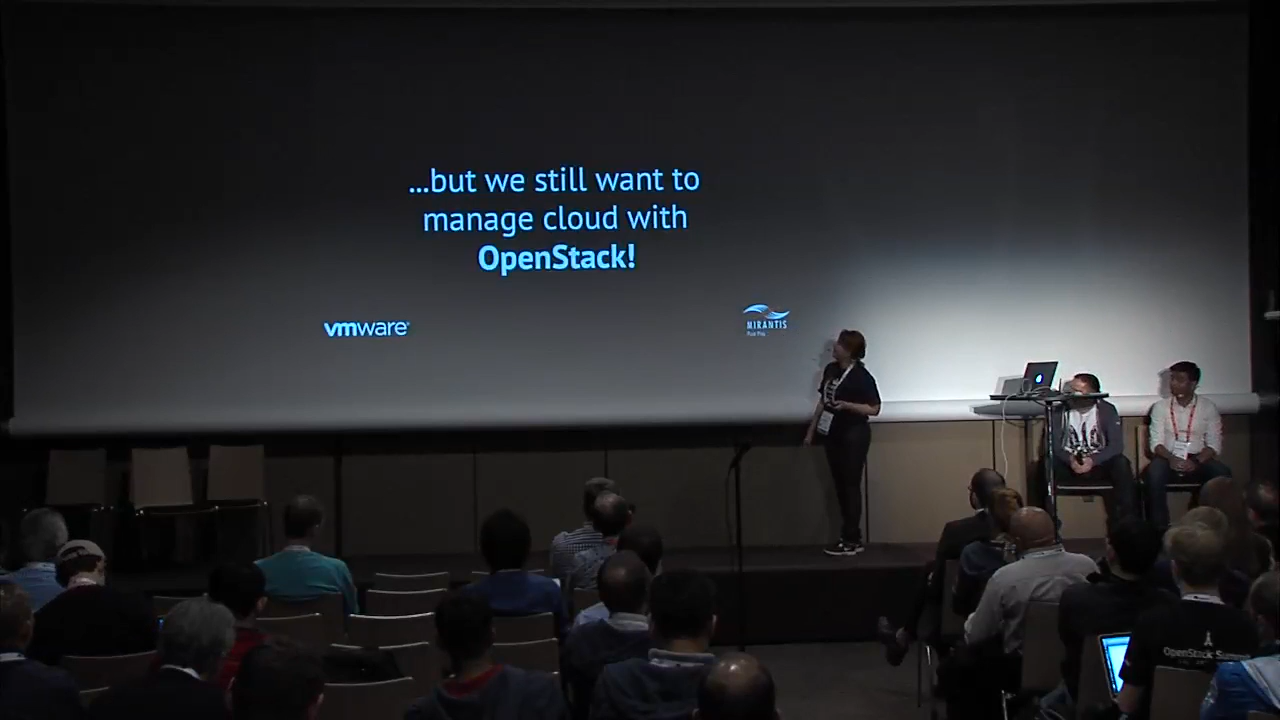 ...but we still want to
manage cloud with
OpenStack!
vmware
MIRANTIS
OpenStack Summit